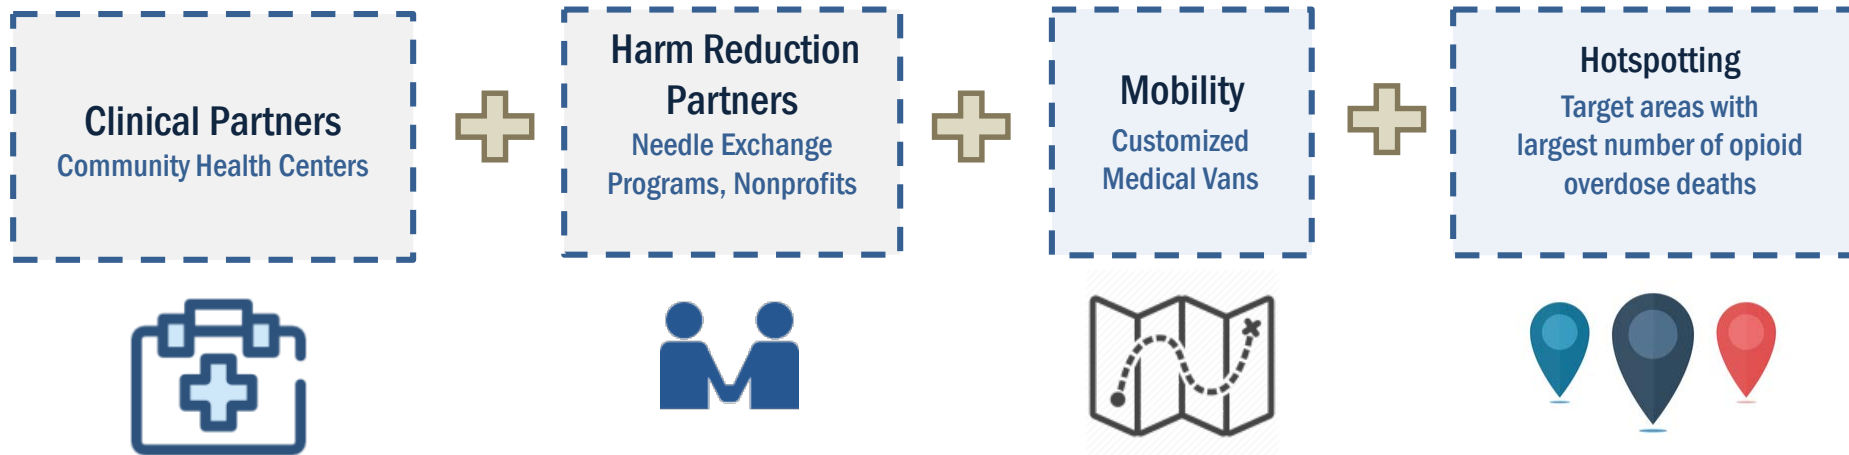 Clinical Partners
Community Health Centers
Harm Reduction
Partners
Needle Exchange
Programs, Nonprofits
Mobility
Customized
Medical Vans
Hotspotting
Target areas with
largest number of opioid
overdose deaths